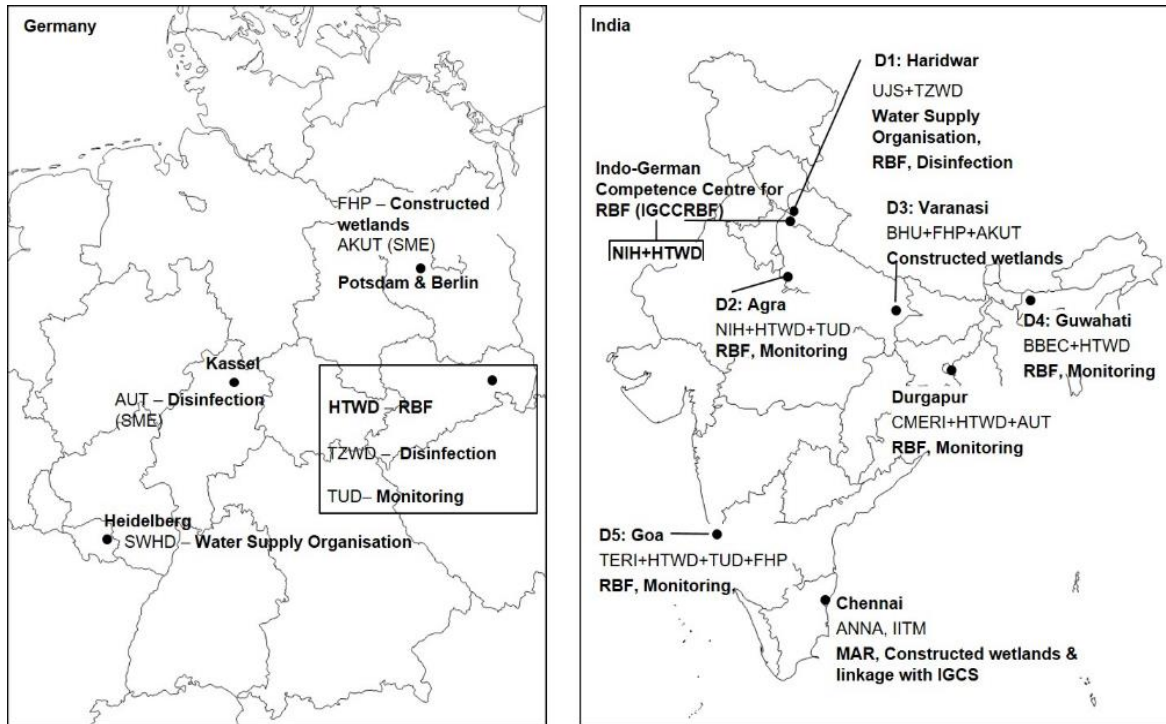 Germany
FHP – Constructed
wetlands
AKUT (SME)
Potsdam & Berlin
Kassel
AUT – Disinfection
(SME)
HTWD – RBF
TZWD – Disinfection
TUD– Monitoring
Heidelberg
SWHD – Water Supply Organisation
India
D1: Haridwar
UJS+TZWD
Water Supply
Organisation,
RBF, Disinfection
Indo-German
Competence Centre for
RBF (IGCCRBF)
NIH+HTWD
D3: Varanasi
BHU+FHP+AKUT
Constructed wetlands
D2: Agra
NIH+HTWD+TUD
RBF, Monitoring
D4: Guwahati
BBEC+HTWD
RBF, Monitoring
Durgapur
CMERI+HTWD+AUT
RBF, Monitoring
D5: Goa
TERI+HTWD+TUD+FHP
RBF, Monitoring,
Chennai
ANNA, IITM
MAR, Constructed wetlands &
linkage with IGCS